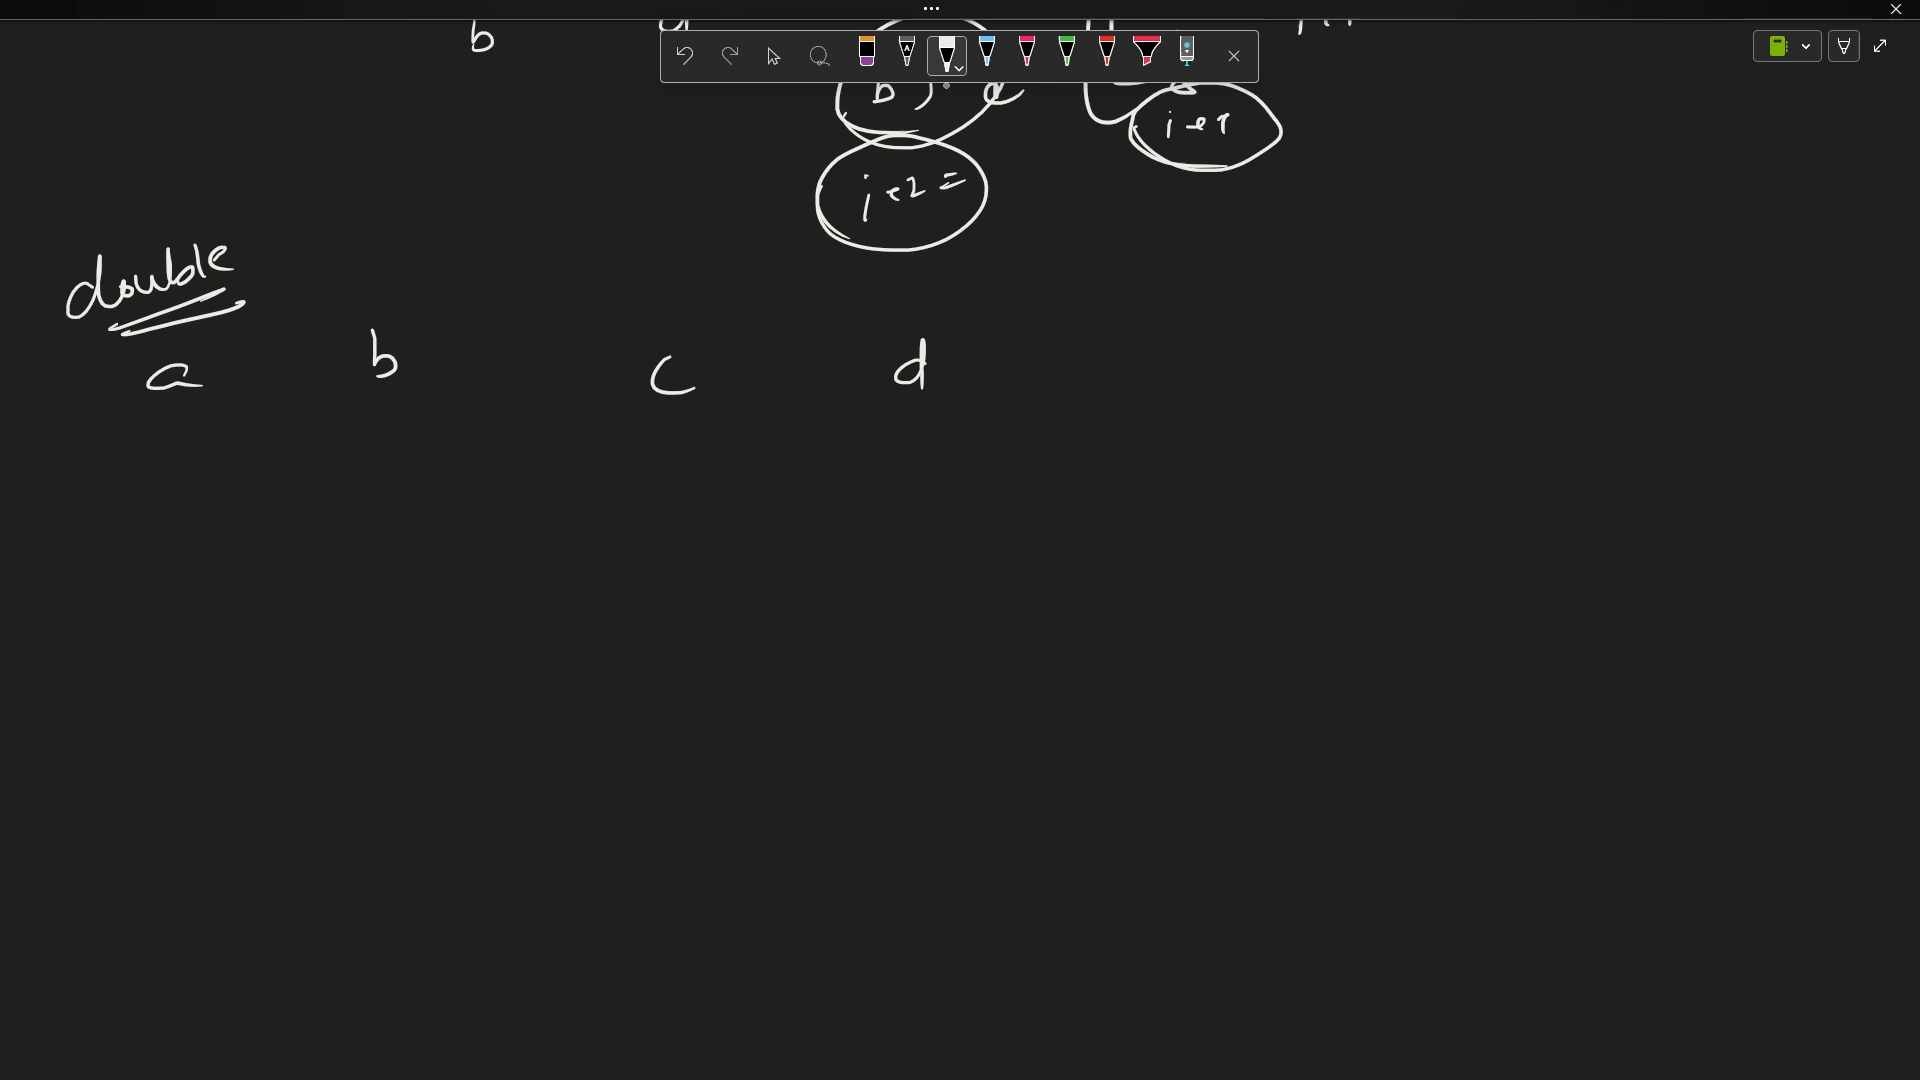 b
b)
i+1
i+2 =
double
a b c d